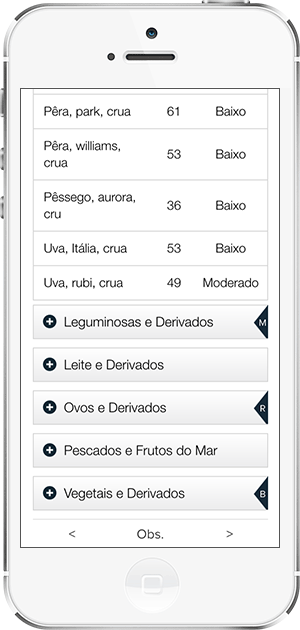 Pêra, park, crua 61 Baixo
Pêra, williams, 53 Baixo
crua
Pêssego, aurora, 36 Baixo
cru
Uva, Itália, crua 53 Baixo
Uva, rubi, crua 49 Moderado
Leguminosas e Derivados M
Leite e Derivados
Ovos e Derivados R
Pescados e Frutos do Mar
Vegetais e Derivados B
< Obs. >